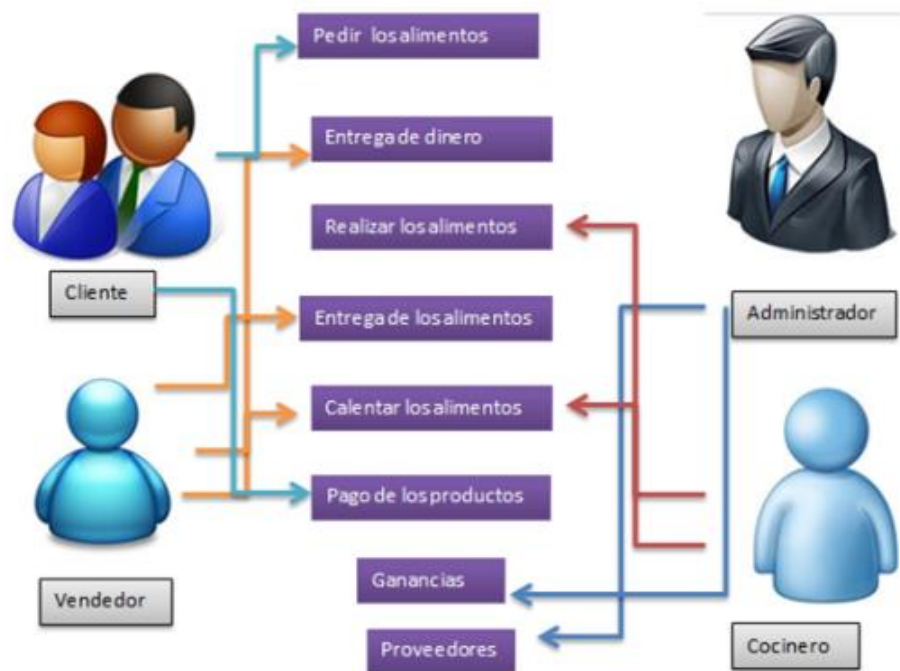 Pedir los alimentos
Entrega de dinero
Realizar los alimentos
Cliente
Entrega de los alimentos
Administrador
Calentar los alimentos
Pago de los productos
Vendedor
Ganancias
Proveedores
Cocinero